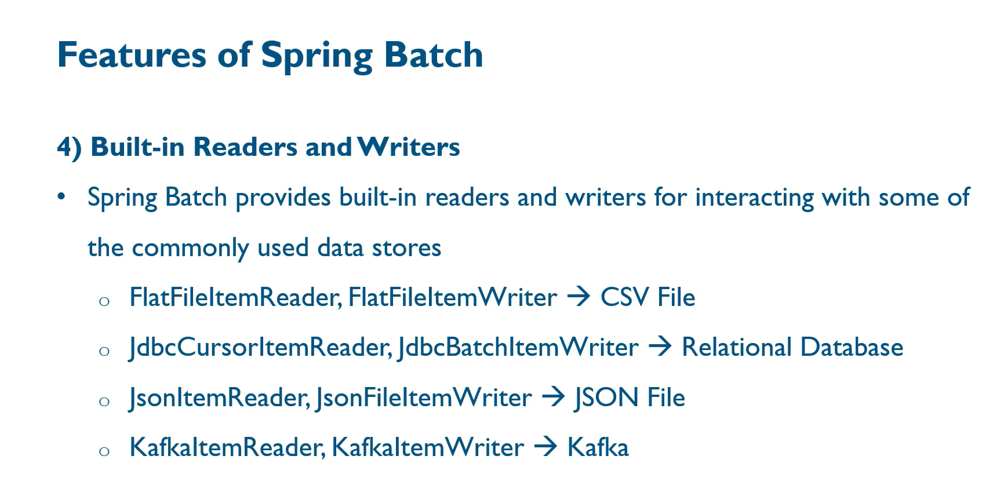 Features of Spring Batch
4) Built-in Readers and Writers
• Spring Batch provides built-in readers and writers for interacting with some of
the commonly used data stores
o FlatFileItemReader, FlatFileItemWriter → CSV File
o JdbcCursorItemReader, JdbcBatchItemWriter → Relational Database
o JsonItemReader, JsonFileItemWriter → JSON File
o KafkaItemReader, KafkaItemWriter → Kafka